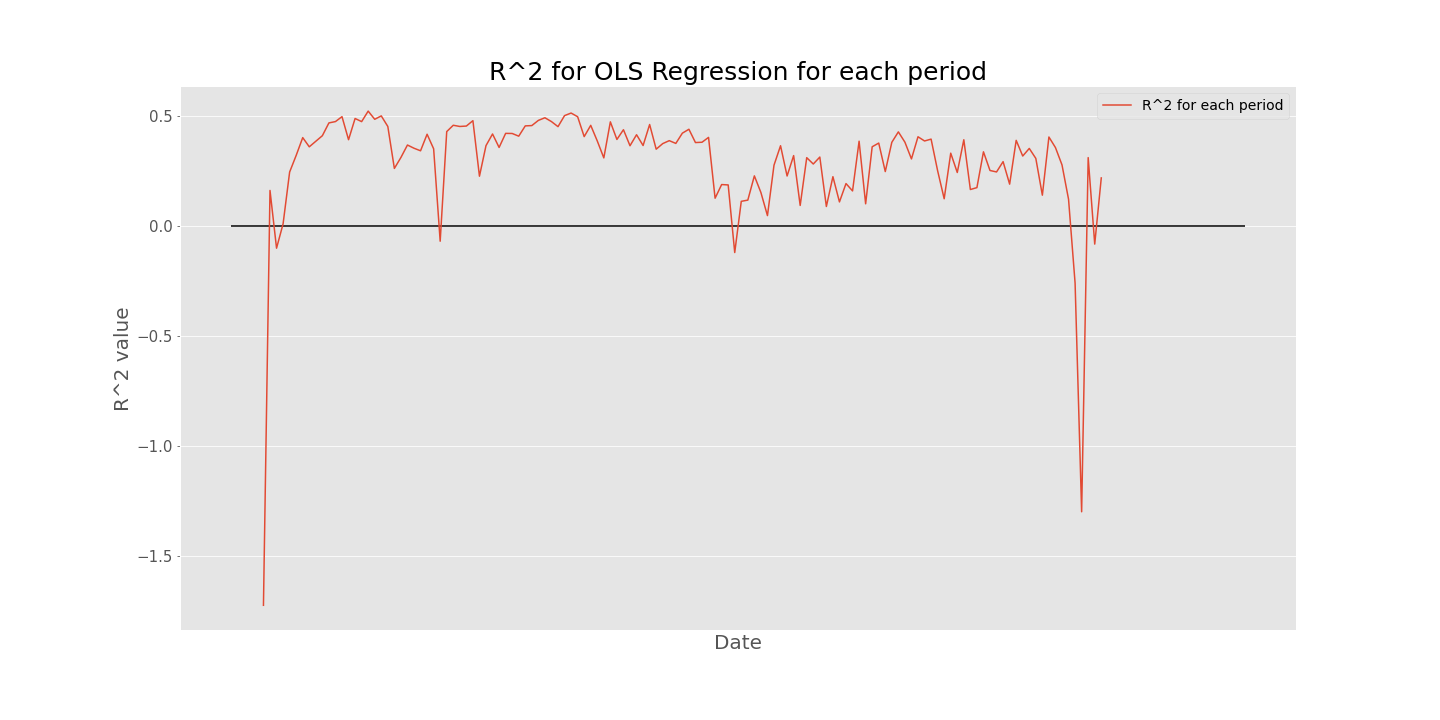 R^2 for OLS Regression for each period
R^2 for each period
0.5
0.0
−0.5
−1.0
−1.5
R^2 value
Date